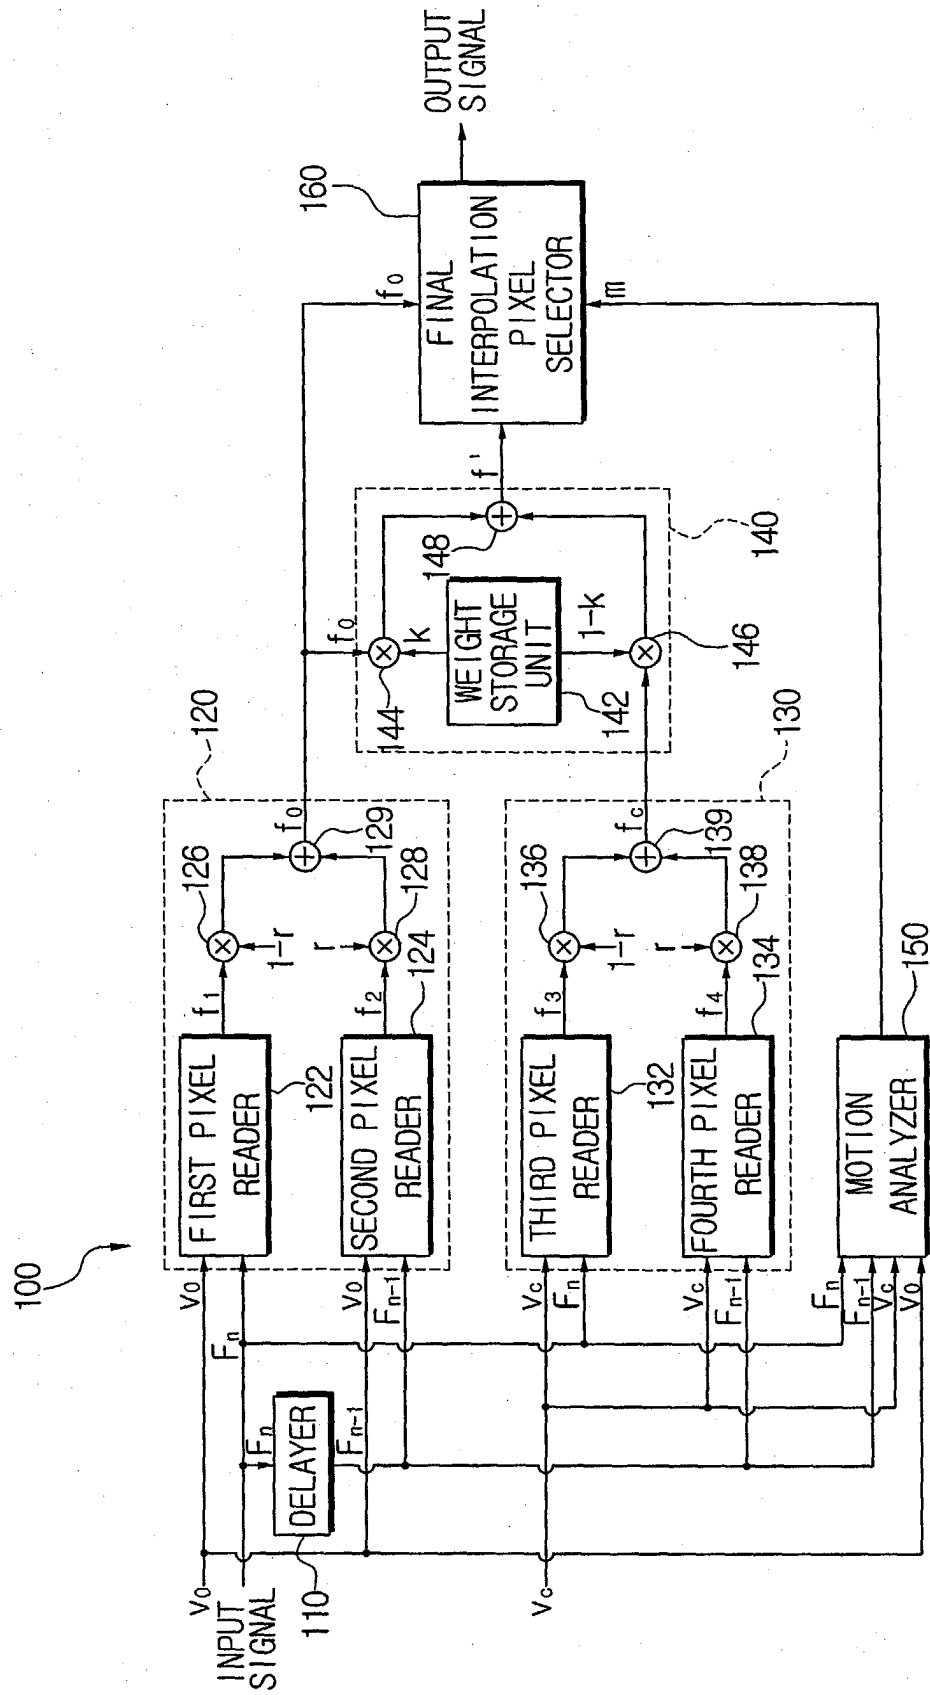 100
V0
INPUT
SIGNAL
Fn
Fn
DELAYER
110
Fn-1
V0
V0
Fn-1
FIRST PIXEL
READER
122
SECOND PIXEL
READER
124
f1
f2
126
1-r
r
128
129
f0
120
Vc
Vc
Fn
Vc
Fn-1
THIRD PIXEL
READER
132
FOURTH PIXEL
READER
134
f3
f4
136
1-r
r
138
139
fc
130
Fn
Fn-1
Vc
V0
MOTION
ANALYZER
150
f0
144
k
WEIGHT
STORAGE
UNIT
142
1-k
146
148
140
f'
f0
m
FINAL
INTERPOLATION
PIXEL
SELECTOR
160
OUTPUT
SIGNAL